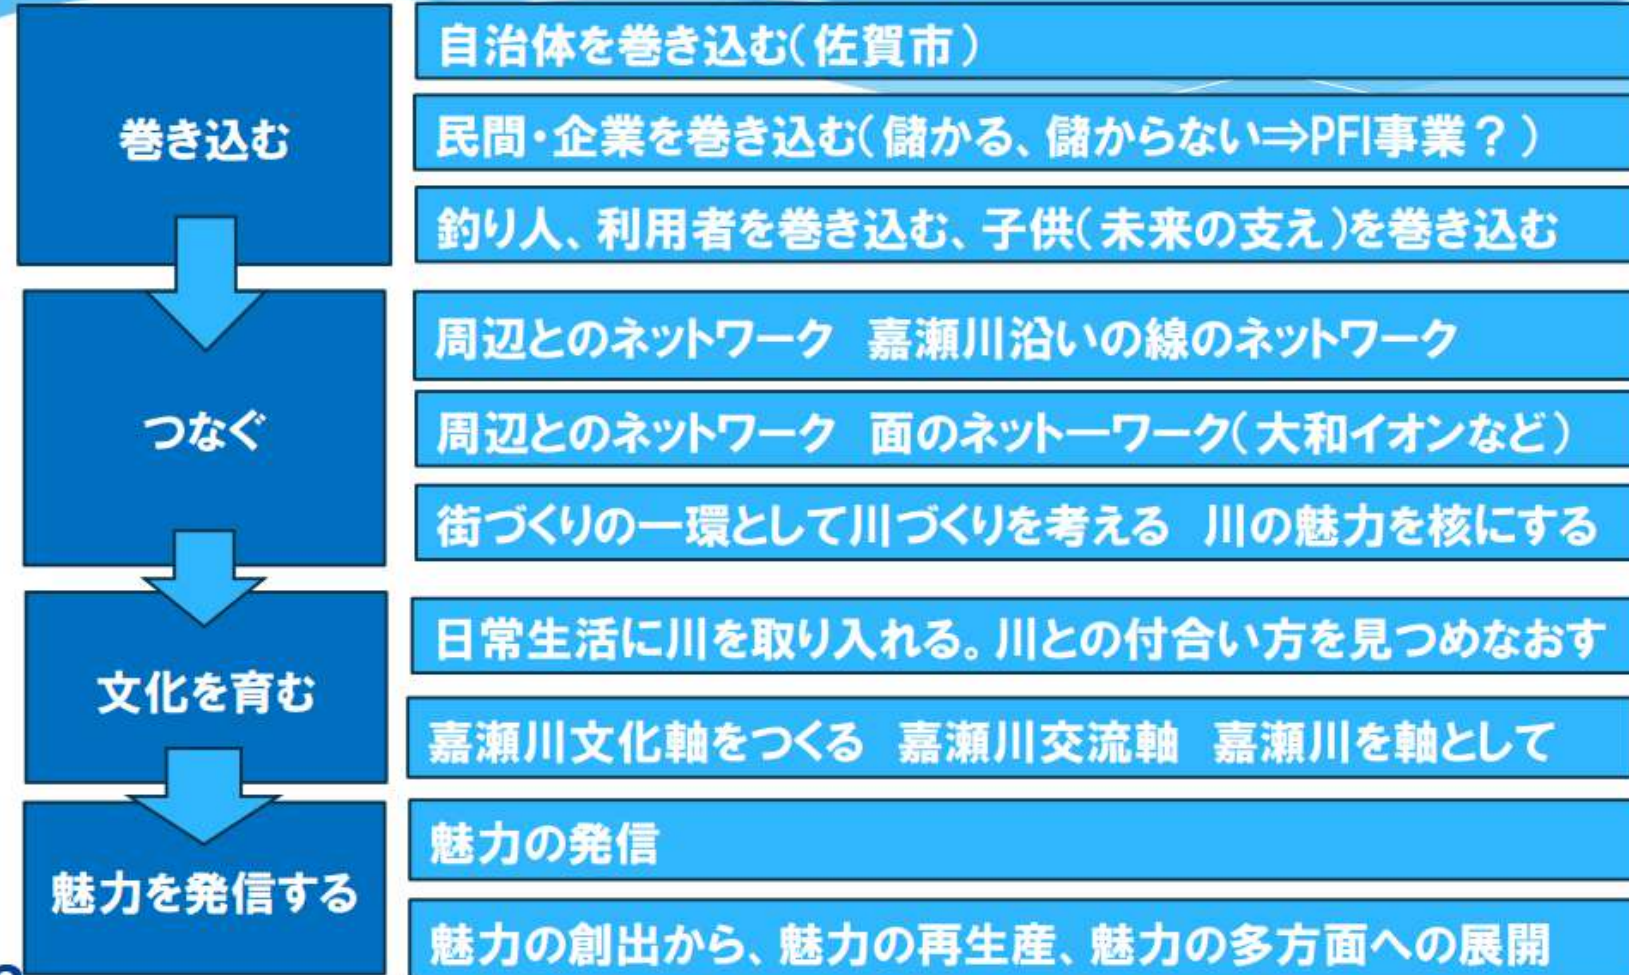 巻き込む
自治体を巻き込む(佐賀市)
民間・企業を巻き込む(儲かる、儲からない⇒PFI事業?)
釣り人、利用者を巻き込む、子供(未来の支え)を巻き込む
つなぐ
周辺とのネットワーク　嘉瀬川沿いの線のネットワーク
周辺とのネットワーク　面のネットーワーク(大和イオンなど)
街づくりの一環として川づくりを考える　川の魅力を核にする
文化を育む
日常生活に川を取り入れる。川との付合い方を見つめなおす
嘉瀬川文化軸をつくる　嘉瀬川交流軸　嘉瀬川を軸として
魅力を発信する
魅力の発信
魅力の創出から、魅力の再生産、魅力の多方面への展開